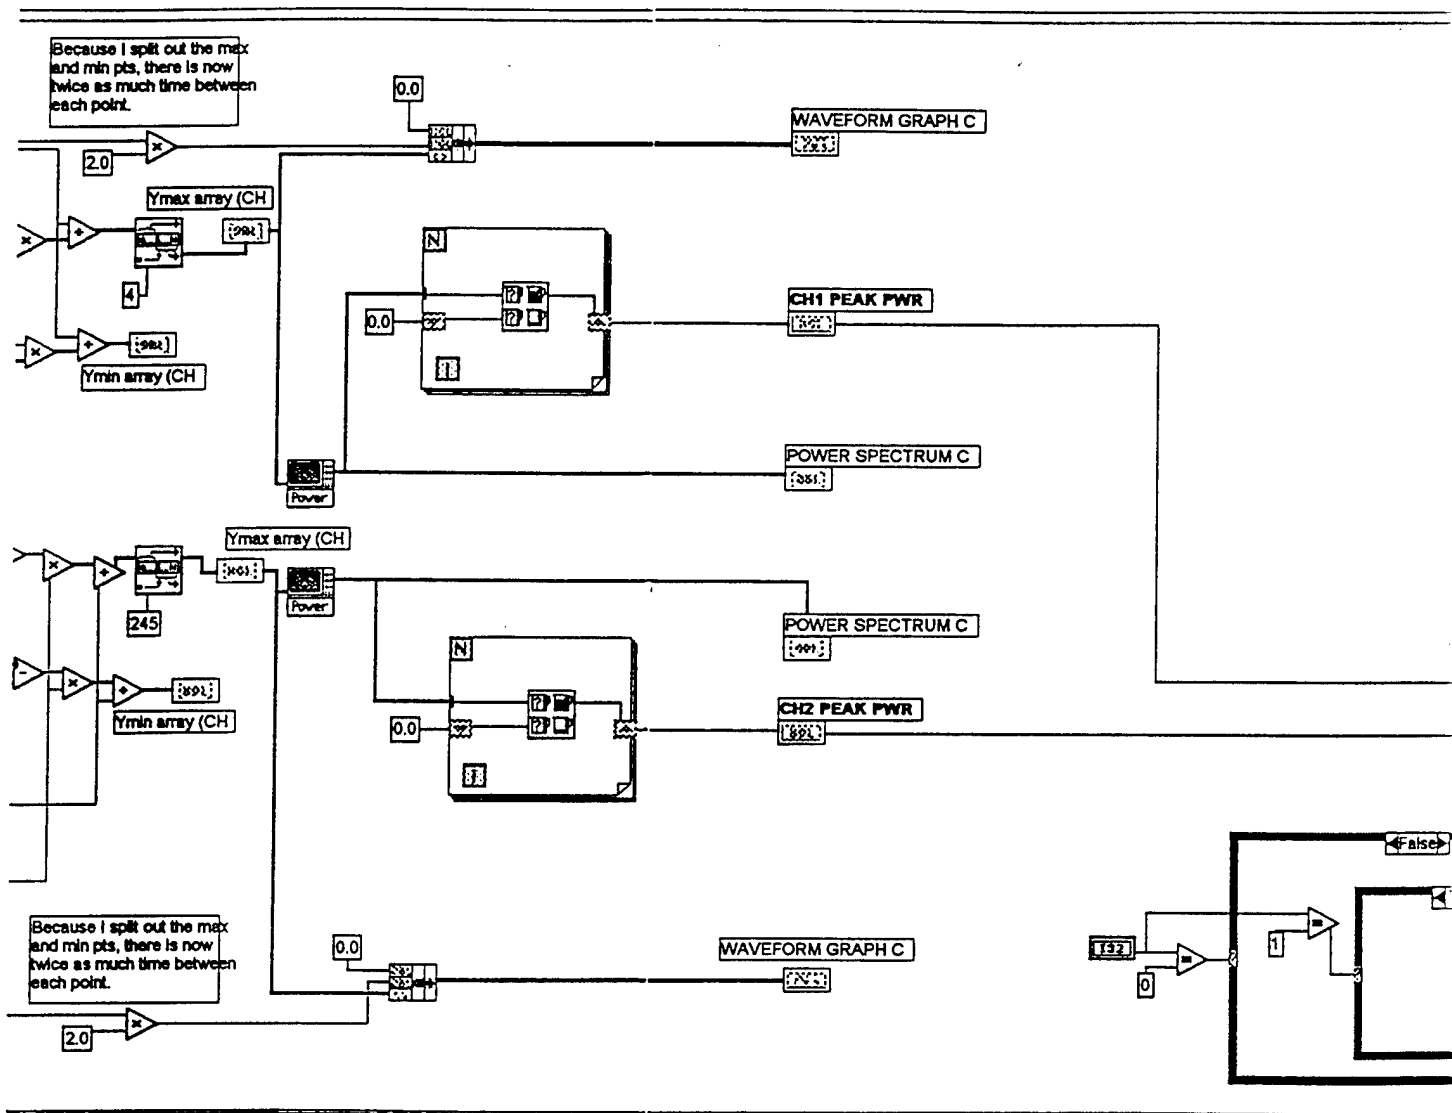 Because I split out the max
and min pts, there is now
twice as much time between
each point.
0.0
WAVEFORM GRAPH C
2.0
Ymax array (CH
4
N
0.0
CH1 PEAK PWR
Ymin array (CH
POWER SPECTRUM C
Power
Ymax array (CH
Power
245
POWER SPECTRUM C
N
0.0
CH2 PEAK PWR
Ymin array (CH
False
Because I split out the max
and min pts, there is now
twice as much time between
each point.
0.0
WAVEFORM GRAPH C
I32
1
0
2.0